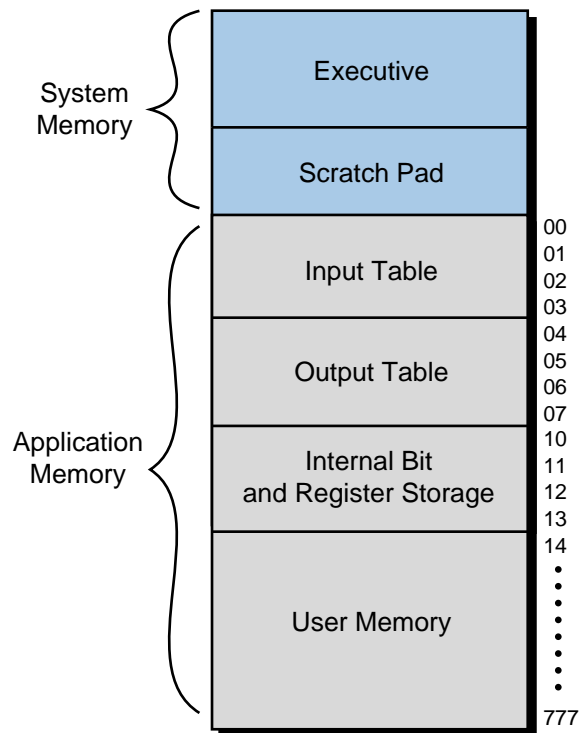 System
Memory
Executive
Scratch Pad
Application
Memory
Input Table
Output Table
Internal Bit
and Register Storage
User Memory
00
01
02
03
04
05
06
07
10
11
12
13
14
777